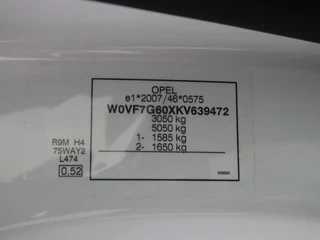 OPEL
e1*2007/46*0575
W0VF7G60XKV639472
3050 kg
5050 kg
1- 1585 kg
2- 1650 kg
R9M H4
75WAY2
L474
0.52